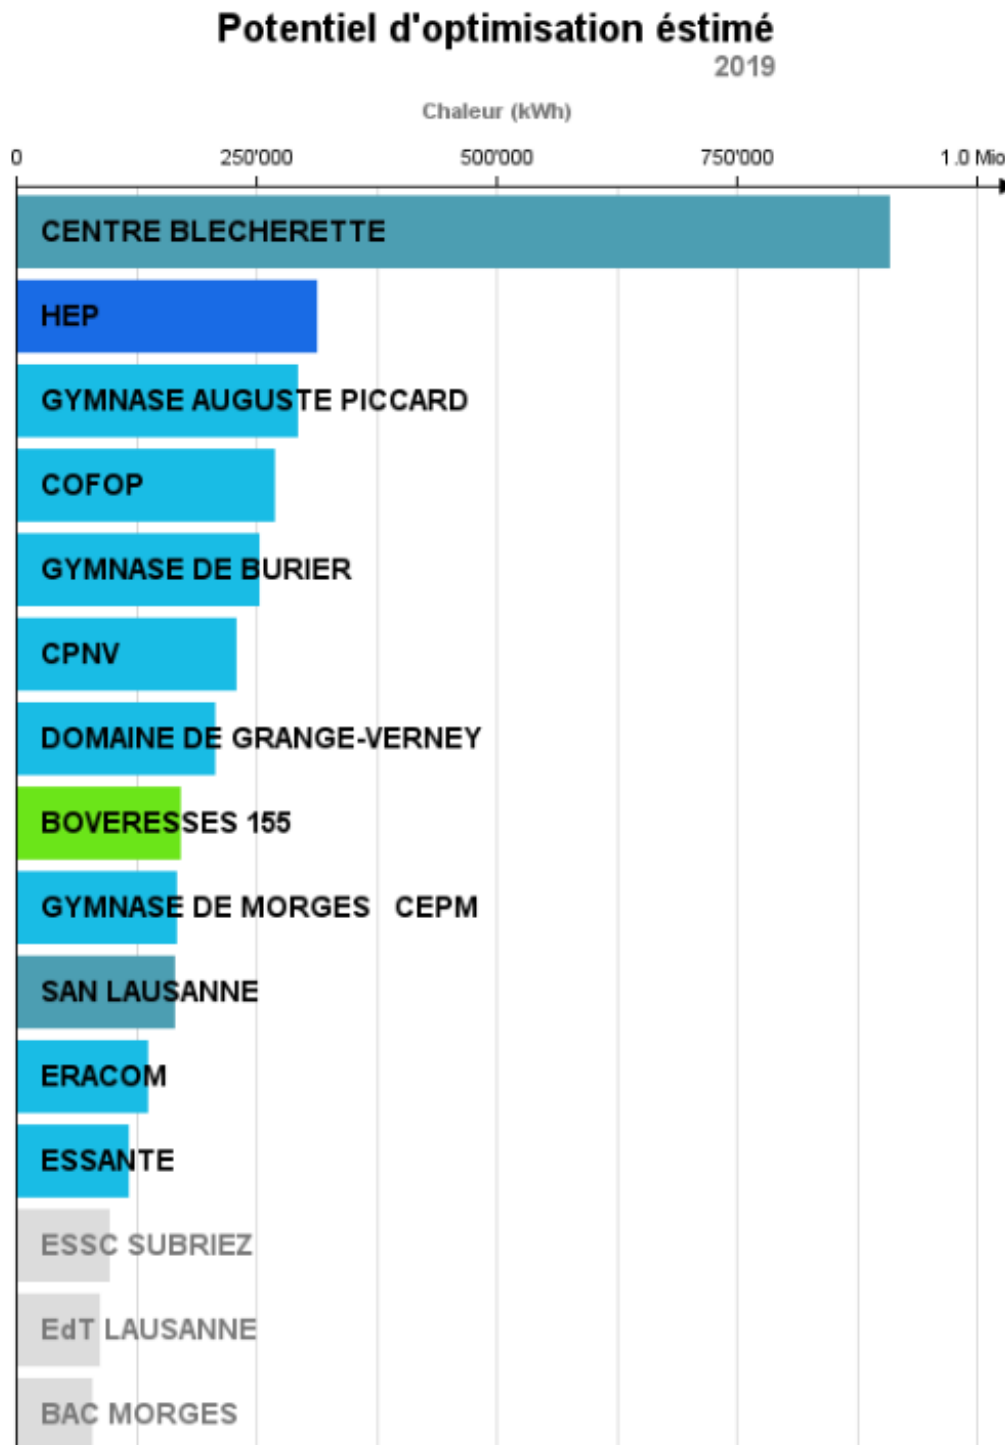 Potentiel d'optimisation éstimé
2019
Chaleur (kWh)
0 250'000 500'000 750'000 1.0 Mio
CENTRE BLECHERETTE
HEP
GYMNASE AUGUSTE PICCARD
COFOP
GYMNASE DE BURIER
CPNV
DOMAINE DE GRANGE-VERNEY
BOVERESSES 155
GYMNASE DE MORGES CEPM
SAN LAUSANNE
ERACOM
ESSANTE
ESSC SUBRIEZ
EdT LAUSANNE
BAC MORGES